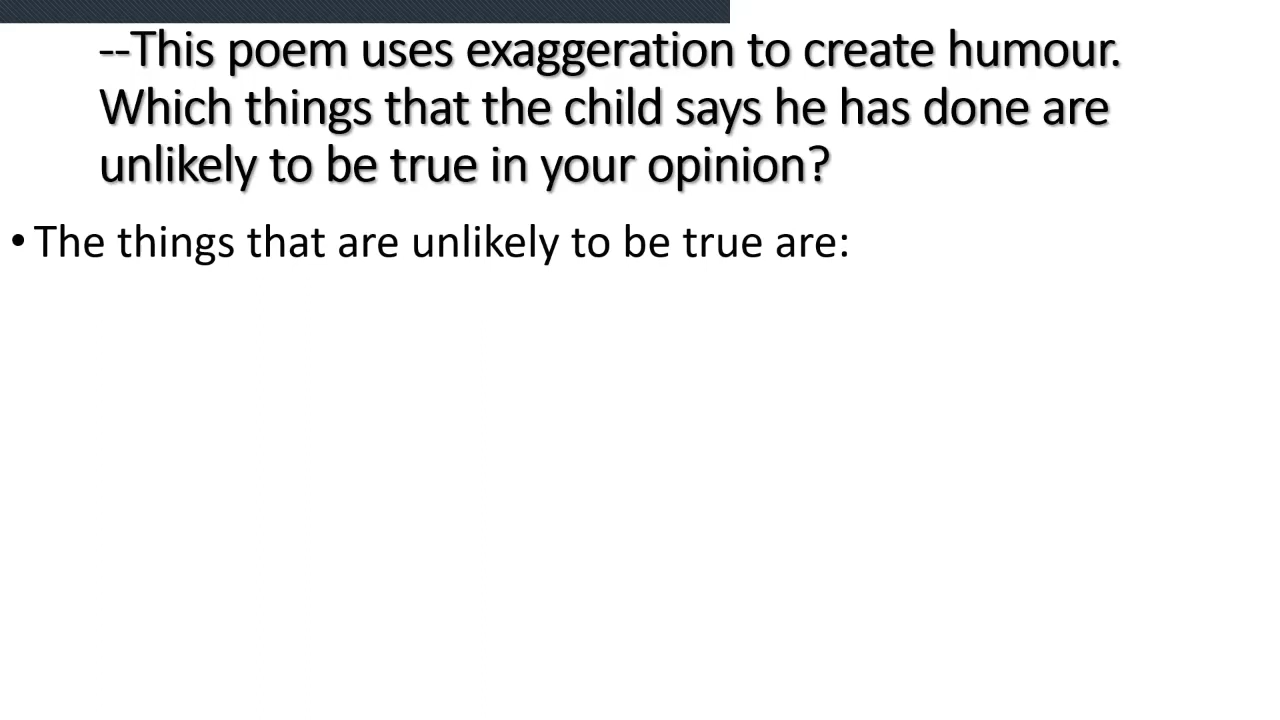 --This poem uses exaggeration to create humour.
Which things that the child says he has done are
unlikely to be true in your opinion?
• The things that are unlikely to be true are: